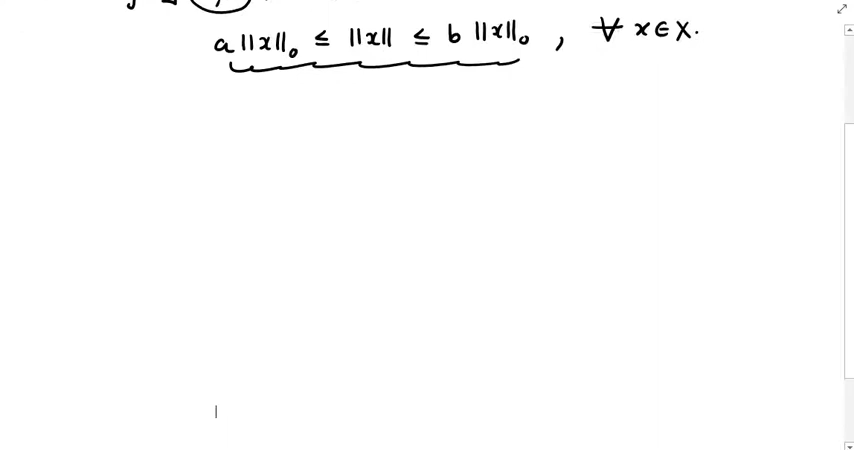 a ||x||₀ ≤ ||x|| ≤ b ||x||₀ , ∀ x ∈ X.